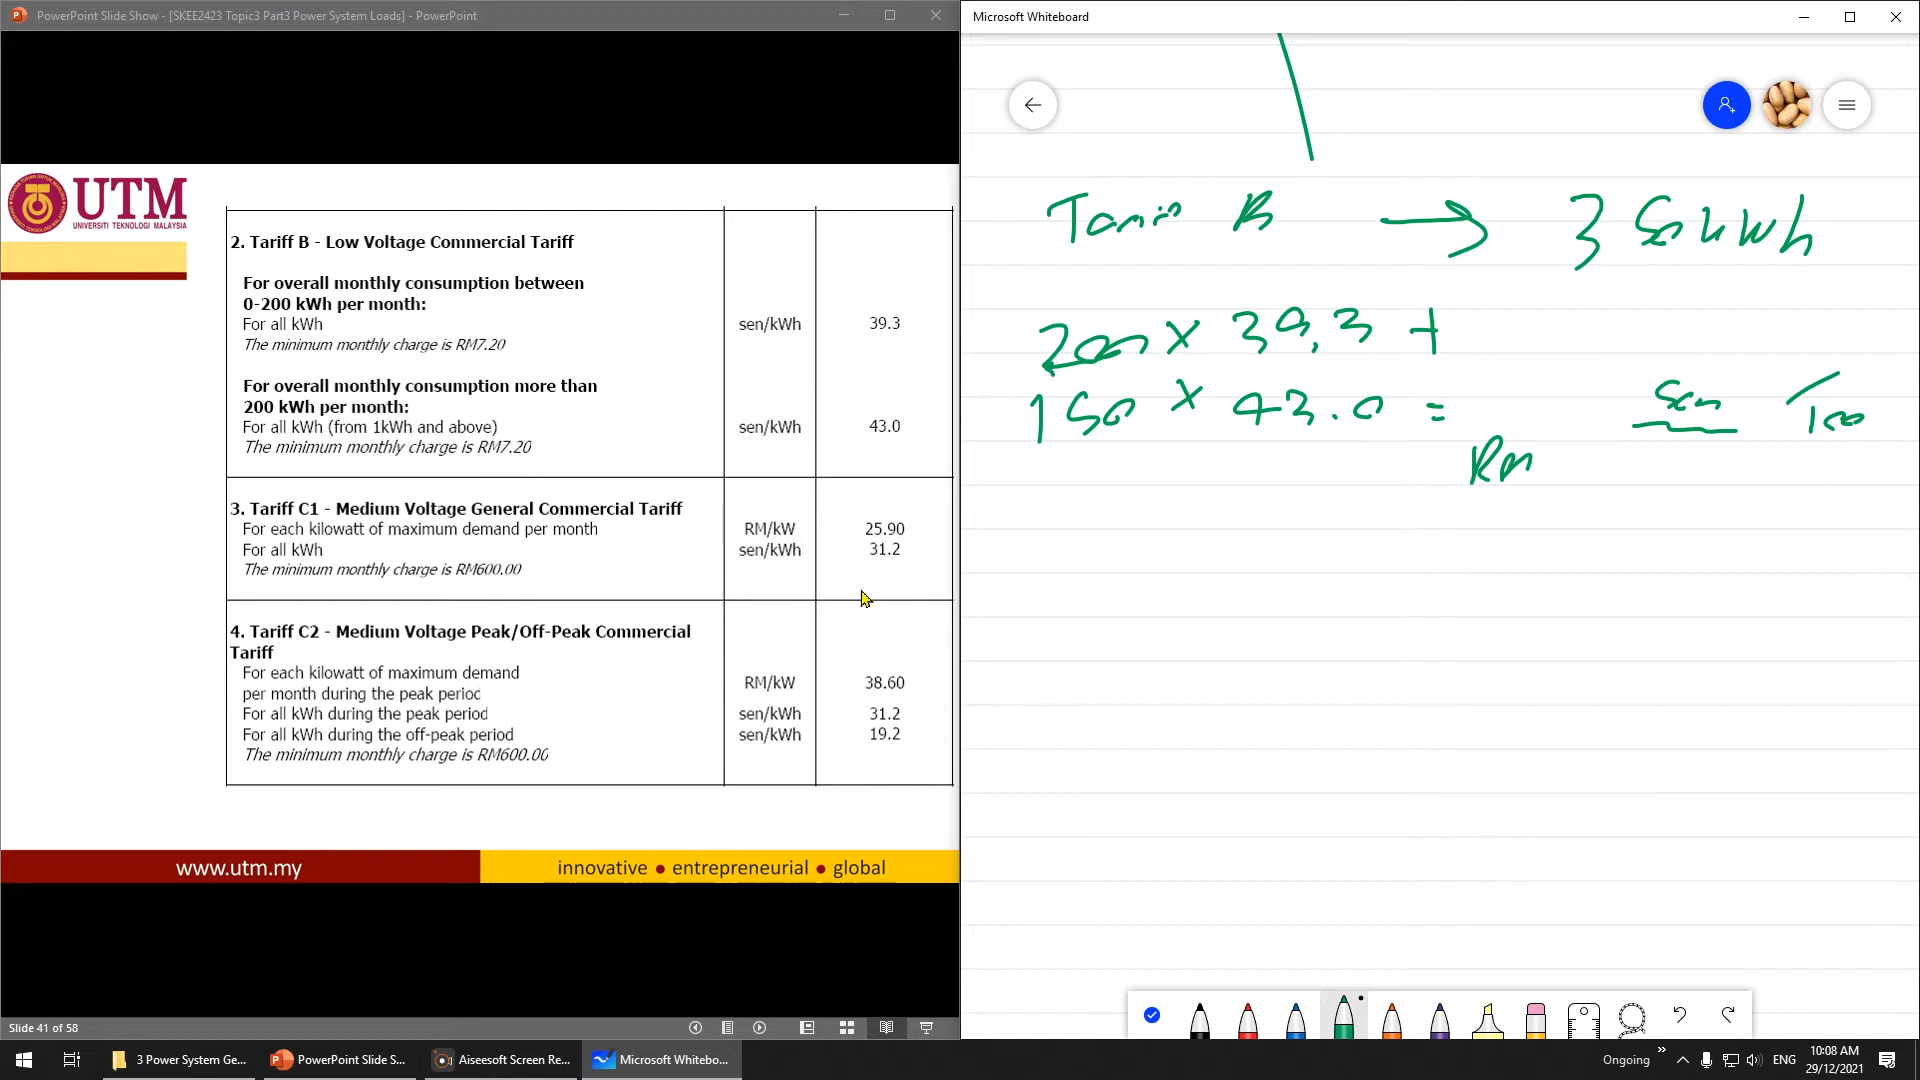 PowerPoint Slide Show - [SKEE2423 Topic3 Part3 Power System Loads] - PowerPoint
Microsoft Whiteboard
UTM
UNIVERSITI TEKNOLOGI MALAYSIA
2. Tariff B - Low Voltage Commercial Tariff
For overall monthly consumption between
0-200 kWh per month:
For all kWh sen/kWh 39.3
The minimum monthly charge is RM7.20
For overall monthly consumption more than
200 kWh per month:
For all kWh (from 1kWh and above) sen/kWh 43.0
The minimum monthly charge is RM7.20
3. Tariff C1 - Medium Voltage General Commercial Tariff
For each kilowatt of maximum demand per month RM/kW 25.90
For all kWh sen/kWh 31.2
The minimum monthly charge is RM600.00
4. Tariff C2 - Medium Voltage Peak/Off-Peak Commercial
Tariff
For each kilowatt of maximum demand
per month during the peak period RM/kW 38.60
For all kWh during the peak period sen/kWh 31.2
For all kWh during the off-peak period sen/kWh 19.2
The minimum monthly charge is RM600.00
www.utm.my
innovative ● entrepreneurial ● global
Slide 41 of 58
Tariff B → 350 kWh
200 × 39.3 +
150 × 43.0 =
sen /100
RM
3 Power System Ge...
PowerPoint Slide S...
Aiseesoft Screen Re...
Microsoft Whitebo...
Ongoing
ENG
10:08 AM
29/12/2021